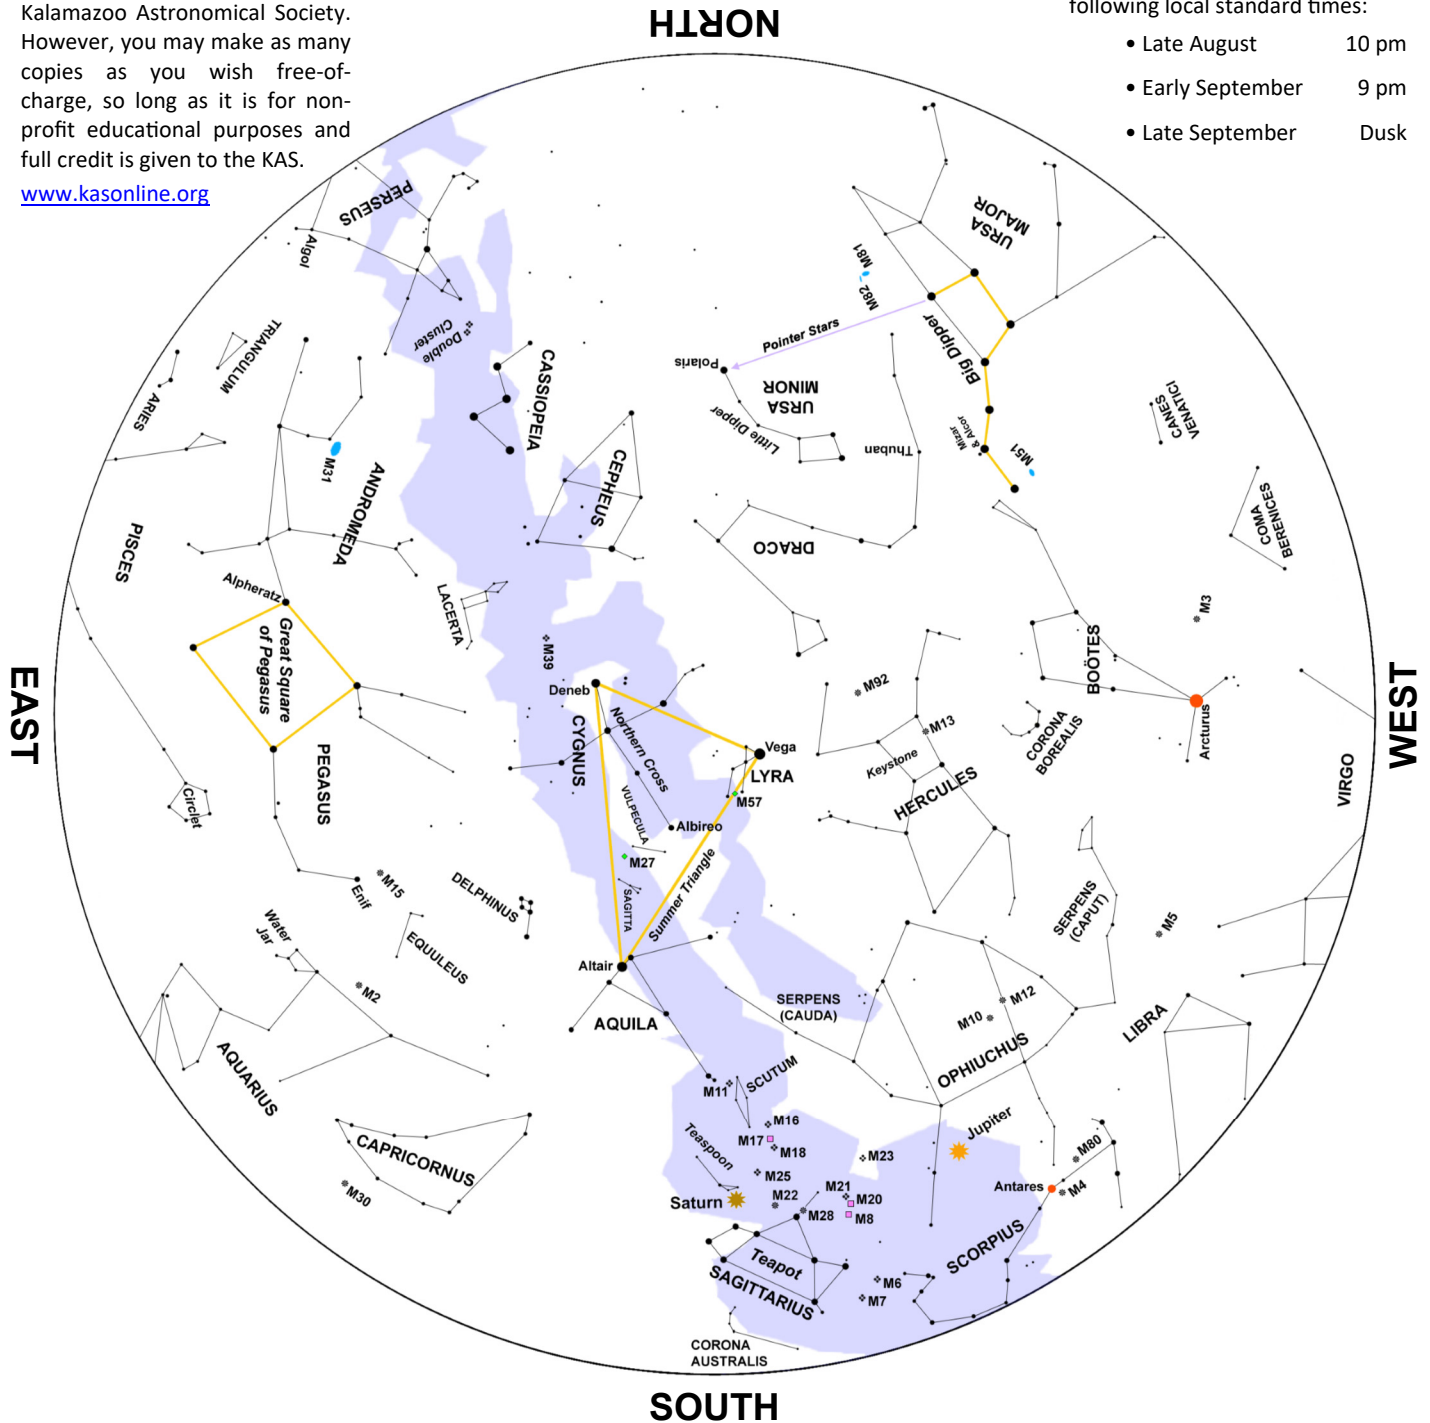 Kalamazoo Astronomical Society.
However, you may make as many
copies as you wish free-of-
charge, so long as it is for non-
profit educational purposes and
full credit is given to the KAS.
www.kasonline.org
following local standard times:
• Late August 10 pm
• Early September 9 pm
• Late September Dusk
NORTH
PERSEUS
Algol
Double
Cluster
TRIANGULUM
ARIES
CASSIOPEIA
M31
ANDROMEDA
PISCES
CEPHEUS
URSA
MAJOR
M81
M82
Pointer Stars
Polaris
Big Dipper
URSA
MINOR
Little Dipper
Thuban
Mizar
& Alcor
M51
CANES
VENATICI
COMA
BERENICES
DRACO
Alpheratz
Great Square
of Pegasus
LACERTA
M39
M3
BOÖTES
EAST
Deneb
CYGNUS
Northern Cross
M92
M13
Keystone
CORONA
BOREALIS
Arcturus
WEST
VIRGO
PEGASUS
Circlet
Vega
LYRA
M57
HERCULES
VULPECULA
Albireo
M27
SAGITTA
Summer Triangle
Enif
M15
DELPHINUS
EQUULEUS
Water
Jar
M2
SERPENS
(CAPUT)
M5
Altair
AQUILA
SERPENS
(CAUDA)
M12
M10
OPHIUCHUS
LIBRA
AQUARIUS
M11
SCUTUM
M16
M17
M18
M23
M25
Jupiter
M80
CAPRICORNUS
M30
Teaspoon
Saturn
M22
M21
M20
M28
M8
Antares
M4
SCORPIUS
Teapot
SAGITTARIUS
M6
M7
CORONA
AUSTRALIS
SOUTH